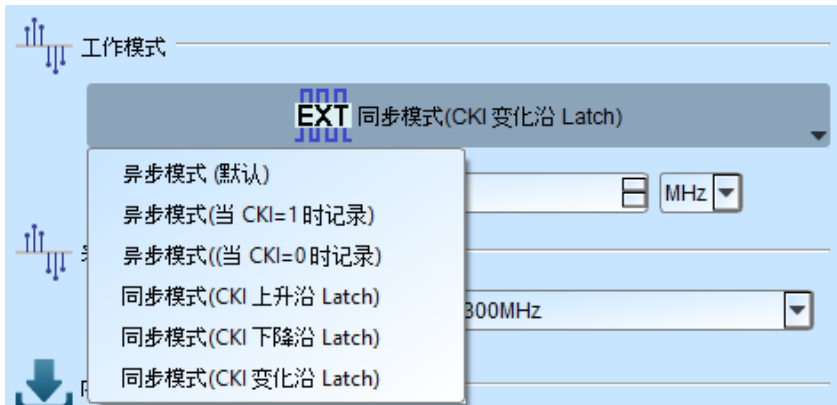 工作模式
EXT 同步模式(CKI 变化沿 Latch)
异步模式 (默认)
MHz
异步模式(当 CKI=1 时记录)
异步模式((当 CKI=0 时记录)
同步模式(CKI 上升沿 Latch)
300MHz
同步模式(CKI 下降沿 Latch)
同步模式(CKI 变化沿 Latch)